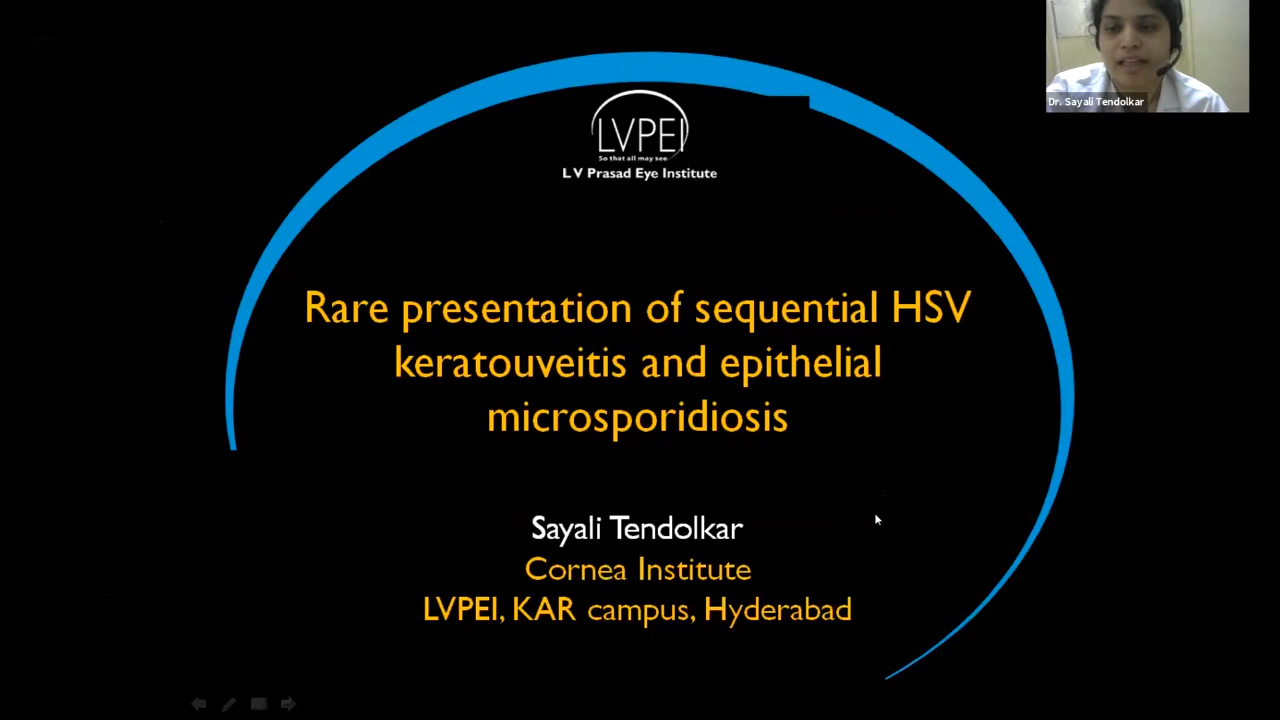 Dr. Sayali Tendolkar
LVPEI
So that all may see
L V Prasad Eye Institute
Rare presentation of sequential HSV
keratouveitis and epithelial
microsporidiosis
Sayali Tendolkar
Cornea Institute
LVPEI, KAR campus, Hyderabad